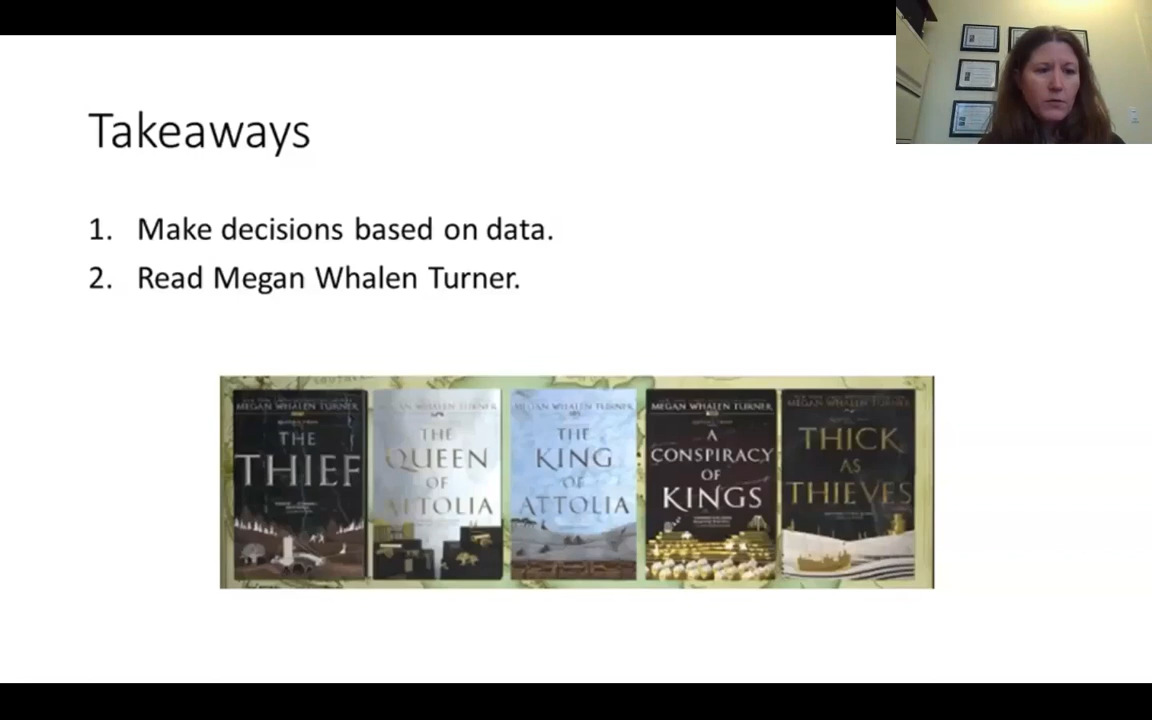 Takeaways
1. Make decisions based on data.
2. Read Megan Whalen Turner.
MEGAN WHALEN TURNER
THE
THIEF
MEGAN WHALEN TURNER
THE
QUEEN
OF
ATTOLIA
MEGAN WHALEN TURNER
THE
KING
OF
ATTOLIA
MEGAN WHALEN TURNER
A
CONSPIRACY
OF
KINGS
MEGAN WHALEN TURNER
THICK
AS
THIEVES